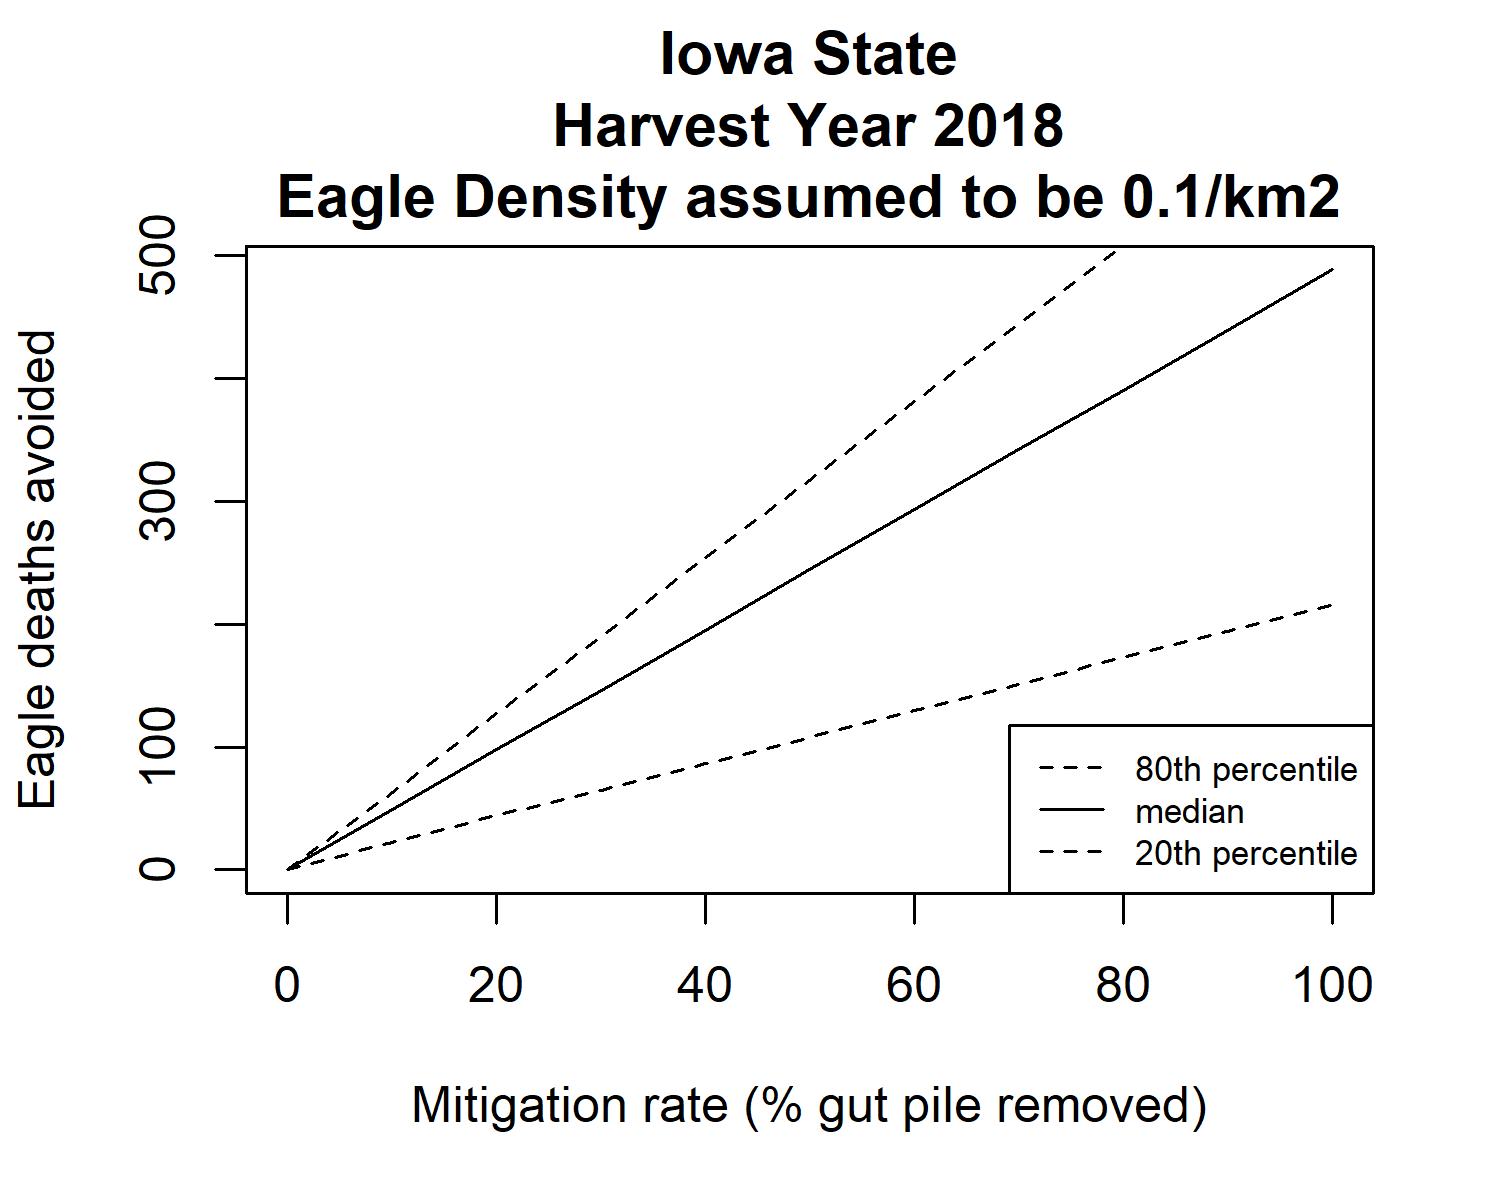 Iowa State
Harvest Year 2018
Eagle Density assumed to be 0.1/km2
Eagle deaths avoided
500
300
100
0
80th percentile
median
20th percentile
0 20 40 60 80 100
Mitigation rate (% gut pile removed)